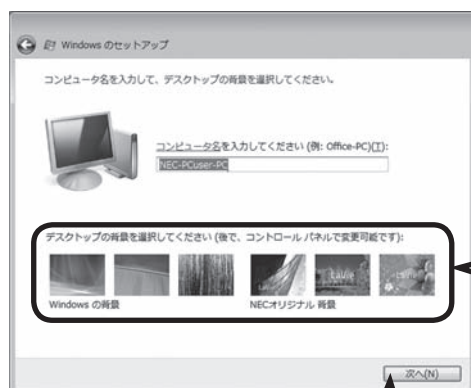 Windows のセットアップ
コンピュータ名を入力して、デスクトップの背景を選択してください。
コンピュータ名を入力してください (例: Office-PC)(T):
NEC-PCuser-PC
デスクトップの背景を選択してください (後で、コントロール パネルで変更可能です):
Windows の背景
NECオリジナル 背景
次へ(N)